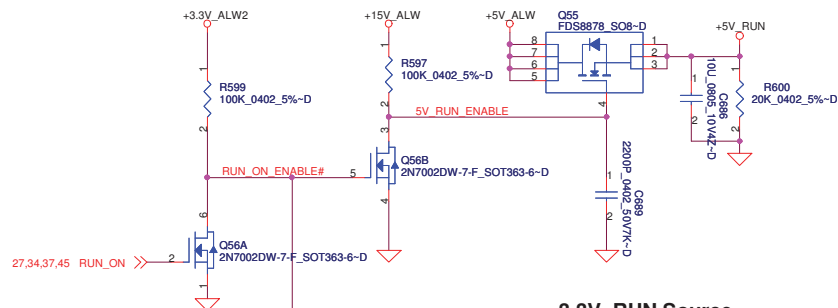 +3.3V_ALW2
+15V_ALW
+5V_ALW
Q55
FDS8878_SO8~D
+5V_RUN
8
7
6
5
1
2
3
4
1
R597
100K_0402_5%~D
2
1
R599
100K_0402_5%~D
2
1
2
C686
10U_0805_10V4Z~D
1
R600
20K_0402_5%~D
2
5V_RUN_ENABLE
3
RUN_ON_ENABLE#
5
Q56B
2N7002DW-7-F_SOT363-6~D
4
1
2
C689
2200P_0402_50V7K~D
6
Q56A
2N7002DW-7-F_SOT363-6~D
27,34,37,45 RUN_ON
2
1